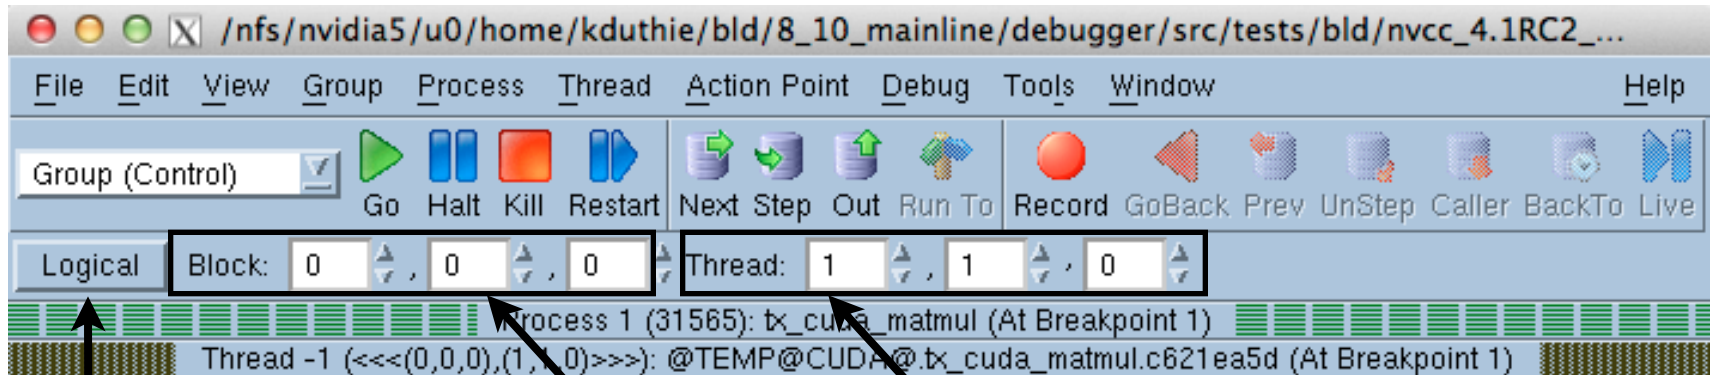 X /nfs/nvidia5/u0/home/kduthie/bld/8_10_mainline/debugger/src/tests/bld/nvcc_4.1RC2_...
File Edit View Group Process Thread Action Point Debug Tools Window Help
Group (Control) Go Halt Kill Restart Next Step Out Run To Record GoBack Prev UnStep Caller BackTo Live
Logical Block: 0 , 0 , 0 Thread: 1 , 1 , 0
Process 1 (31565): tx_cuda_matmul (At Breakpoint 1)
Thread -1 (<<<(0,0,0),(1,1,0)>>>): @TEMP@CUDA@.tx_cuda_matmul.c621ea5d (At Breakpoint 1)